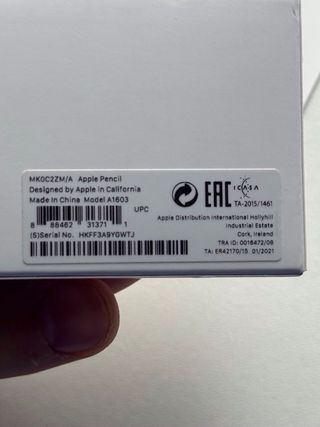 MK0C2ZM/A Apple Pencil
Designed by Apple in California
Made in China Model A1603
UPC
8 88462 31371 1
(S)Serial No. HKFF3A9YGWTJ
EAC
ICASA
TA-2015/1461
Apple Distribution International Hollyhill
Industrial Estate
Cork, Ireland
TRA ID: 0016472/08
TA: ER42170/15 01/2021